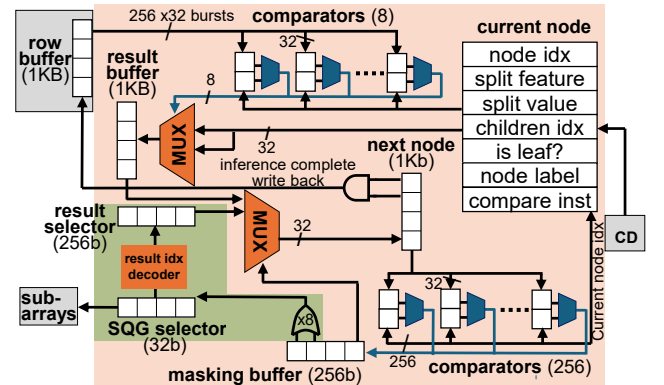 256 x32 bursts
comparators (8)
32
current node
row
buffer
(1KB)
result
buffer
(1KB)
8
node idx
split feature
split value
children idx
is leaf?
node label
compare inst
MUX
32
next node
(1Kb)
inference complete
write back
result
selector
(256b)
MUX
32
result idx
decoder
CD
Current node idx
sub-
arrays
SQG selector
(32b)
x8
32
256
comparators (256)
masking buffer (256b)